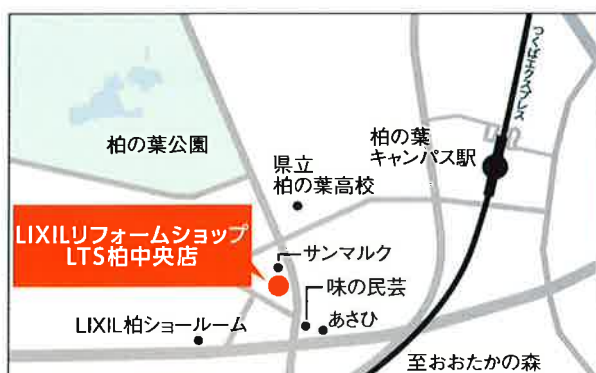 つくばエクスプレス
柏の葉公園
柏の葉
キャンパス駅
県立
柏の葉高校
LIXILリフォームショップ
LTS柏中央店
サンマルク
味の民芸
あさひ
LIXIL柏ショールーム
至おおたかの森